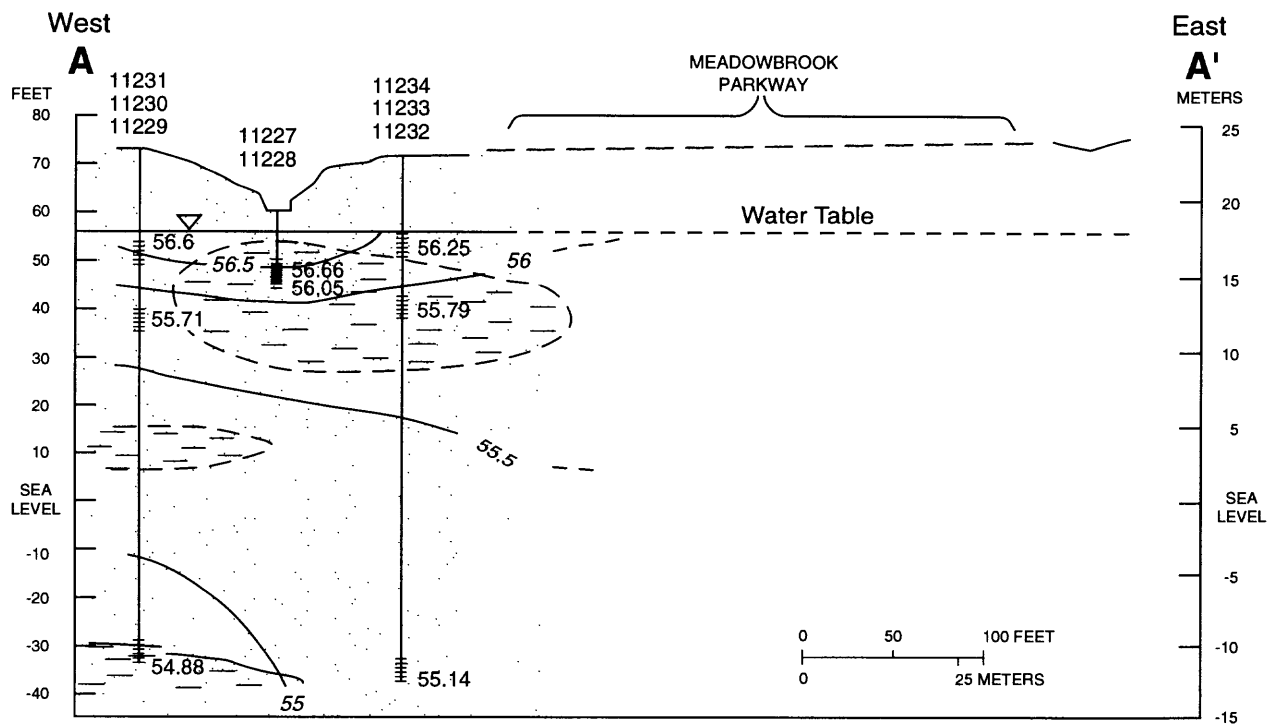 West
A
East
A'
FEET
METERS
11231
11230
11229
11227
11228
11234
11233
11232
MEADOWBROOK
PARKWAY
80
70
60
50
40
30
20
10
SEA
LEVEL
-10
-20
-30
-40
25
20
15
10
5
SEA
LEVEL
-5
-10
-15
Water Table
56.6
56.5
56.66
56.05
56.25
56
55.71
55.79
55.5
54.88
55
55.14
0 50 100 FEET
0 25 METERS